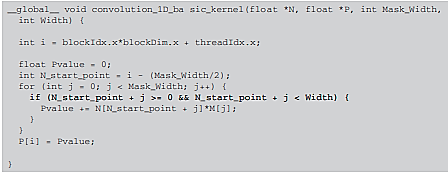 __global__ void convolution_1D_ba sic_kernel(float *N, float *P, int Mask_Width,
int Width) {
int i = blockIdx.x*blockDim.x + threadIdx.x;
float Pvalue = 0;
int N_start_point = i - (Mask_Width/2);
for (int j = 0; j < Mask_Width; j++) {
if (N_start_point + j >= 0 && N_start_point + j < Width) {
Pvalue += N[N_start_point + j]*M[j];
}
}
P[i] = Pvalue;
}